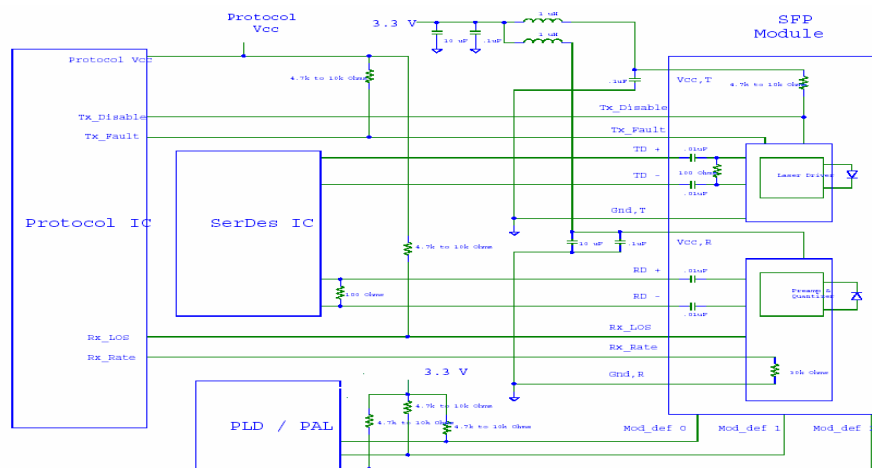 Protocol
Vcc
3.3 V
1 uH
10 uF
.1uF
1 uH
SFP
Module
Protocol Vcc
4.7k to 10k Ohms
.1uF
Vcc,T
4.7k to 10k Ohms
Tx_Disable
Tx_Disable
Tx_Fault
Tx_Fault
TD +
.01uF
100 Ohms
Laser Driver
TD -
.01uF
Protocol IC
SerDes IC
Gnd,T
4.7k to 10k Ohms
10 uF
.1uF
Vcc,R
RD +
.01uF
100 Ohms
Preamp &
Quantizer
RD -
.01uF
Rx_LOS
Rx_LOS
Rx_Rate
Rx_Rate
3.3 V
Gnd,R
30k Ohms
PLD / PAL
4.7k to 10k Ohms
4.7k to 10k Ohms
4.7k to 10k Ohms
Mod_def 0
Mod_def 1
Mod_def